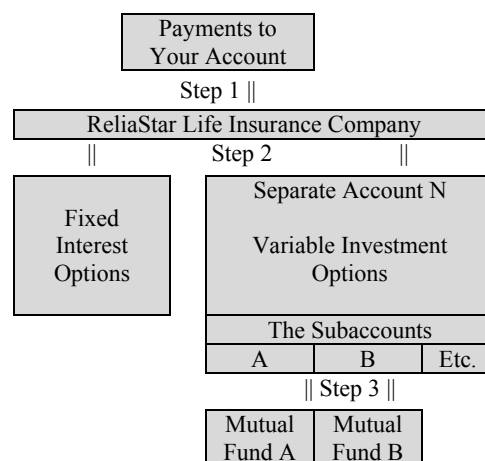 Payments to
Your Account
Step 1 ||
ReliaStar Life Insurance Company
|| Step 2 ||
Fixed
Interest
Options
Separate Account N
Variable Investment
Options
The Subaccounts
A B Etc.
|| Step 3 ||
Mutual
Fund A
Mutual
Fund B